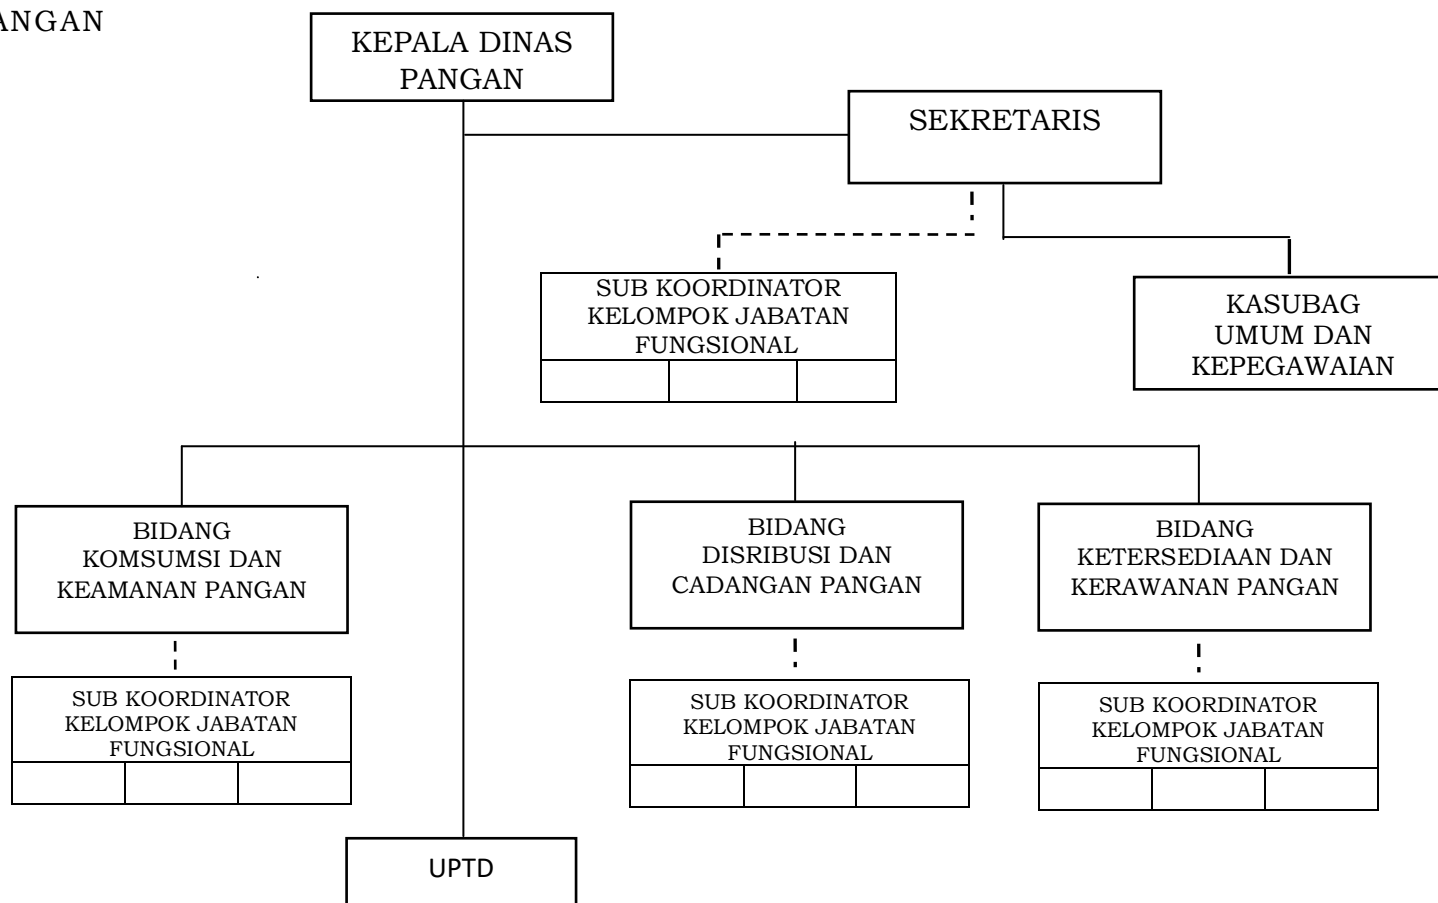 ANGAN
KEPALA DINAS
PANGAN
SEKRETARIS
SUB KOORDINATOR
KELOMPOK JABATAN
FUNGSIONAL
KASUBAG
UMUM DAN
KEPEGAWAIAN
BIDANG
KOMSUMSI DAN
KEAMANAN PANGAN
BIDANG
DISRIBUSI DAN
CADANGAN PANGAN
BIDANG
KETERSEDIAAN DAN
KERAWANAN PANGAN
SUB KOORDINATOR
KELOMPOK JABATAN
FUNGSIONAL
SUB KOORDINATOR
KELOMPOK JABATAN
FUNGSIONAL
SUB KOORDINATOR
KELOMPOK JABATAN
FUNGSIONAL
UPTD